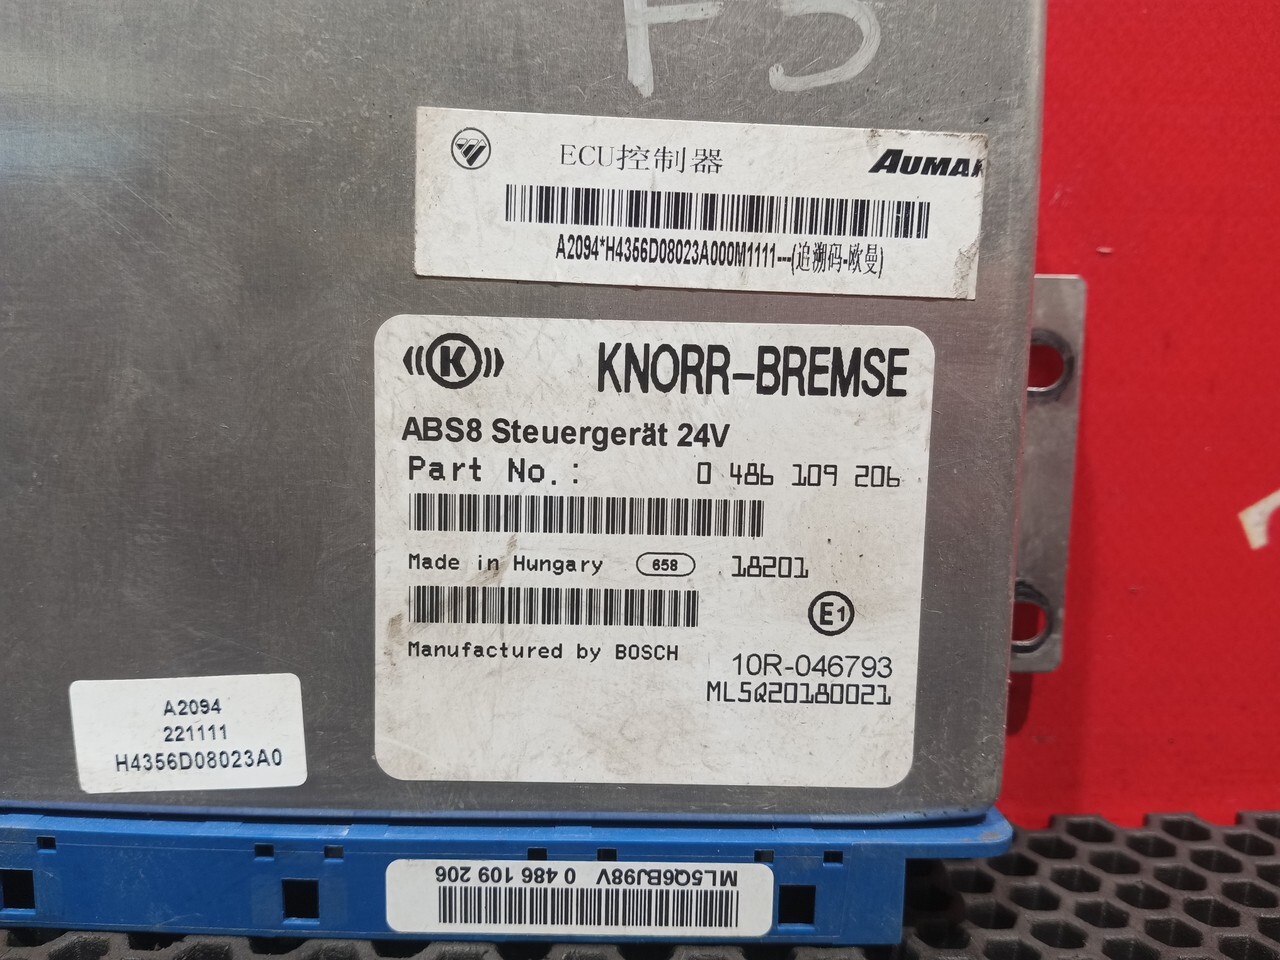 F5
ECU控制器
AUMAN
A2094*H4356D08023A000M1111---(追溯码-欧曼)
K
KNORR-BREMSE
ABS8 Steuergerät 24V
Part No.: 0 486 109 206
Made in Hungary 658 18201
E1
Manufactured by BOSCH
10R-046793
ML5Q20180021
A2094
221111
H4356D08023A0
ML5Q6BJ98V 0 486 109 206